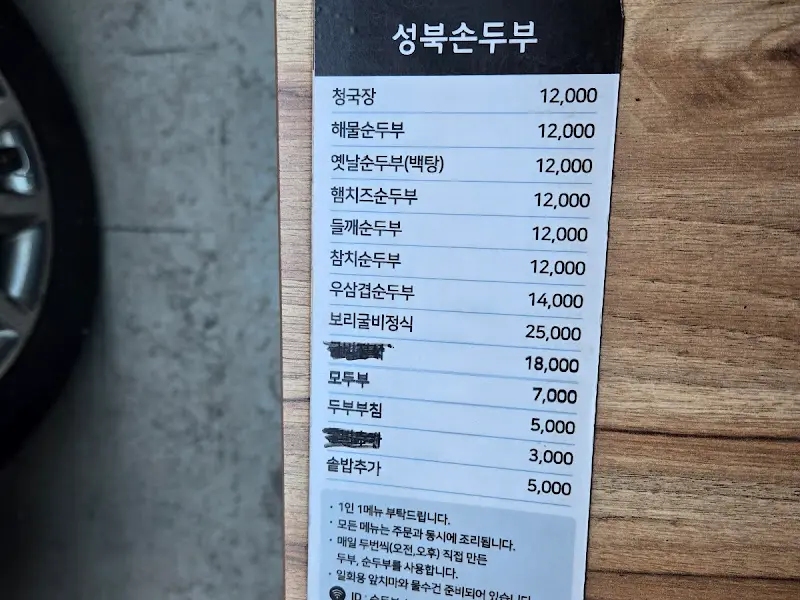 성북손두부
청국장 12,000
해물순두부 12,000
옛날순두부(백탕) 12,000
햄치즈순두부 12,000
들깨순두부 12,000
참치순두부 12,000
우삼겹순두부 14,000
보리굴비정식 25,000
18,000
모두부 7,000
두부부침 5,000
3,000
솥밥추가 5,000
· 1인 1메뉴 부탁드립니다.
· 모든 메뉴는 주문과 동시에 조리됩니다.
· 매일 두번씩(오전,오후) 직접 만든
두부, 순두부를 사용합니다.
· 일회용 앞치마와 물수건 준비되어 있습니다.
ID : 순두부